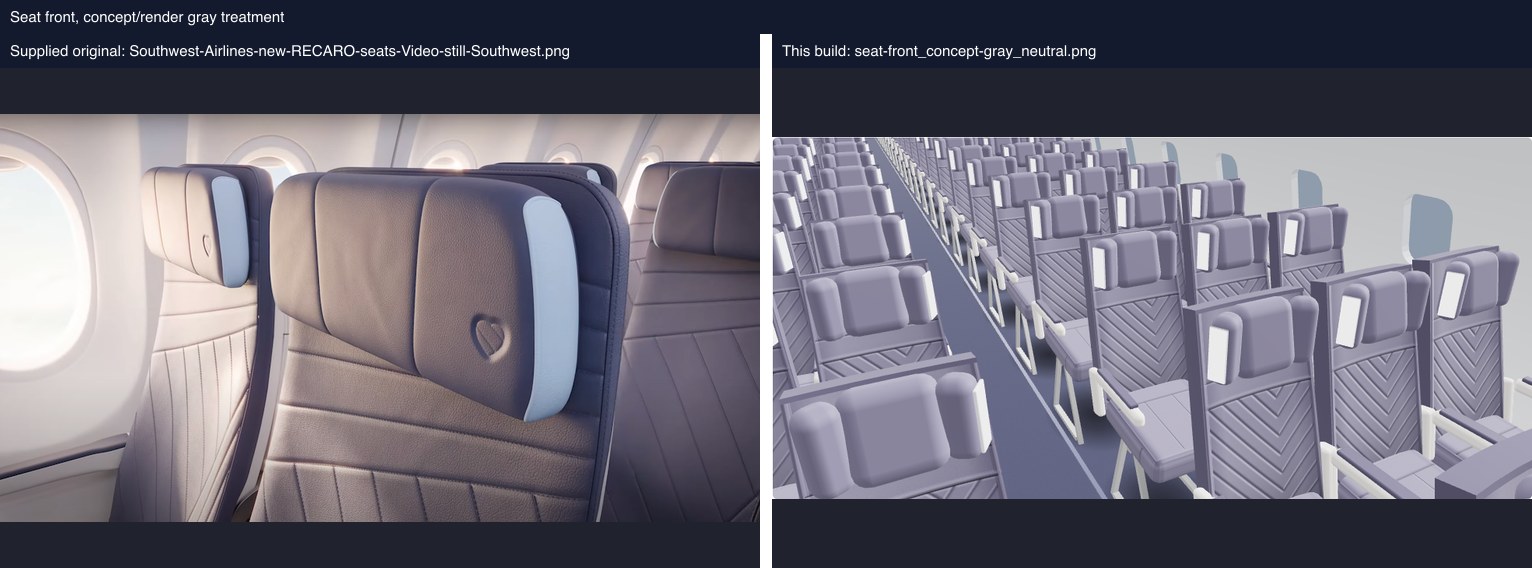 Seat front, concept/render gray treatment
Supplied original: Southwest-Airlines-new-RECARO-seats-Video-still-Southwest.png
This build: seat-front_concept-gray_neutral.png